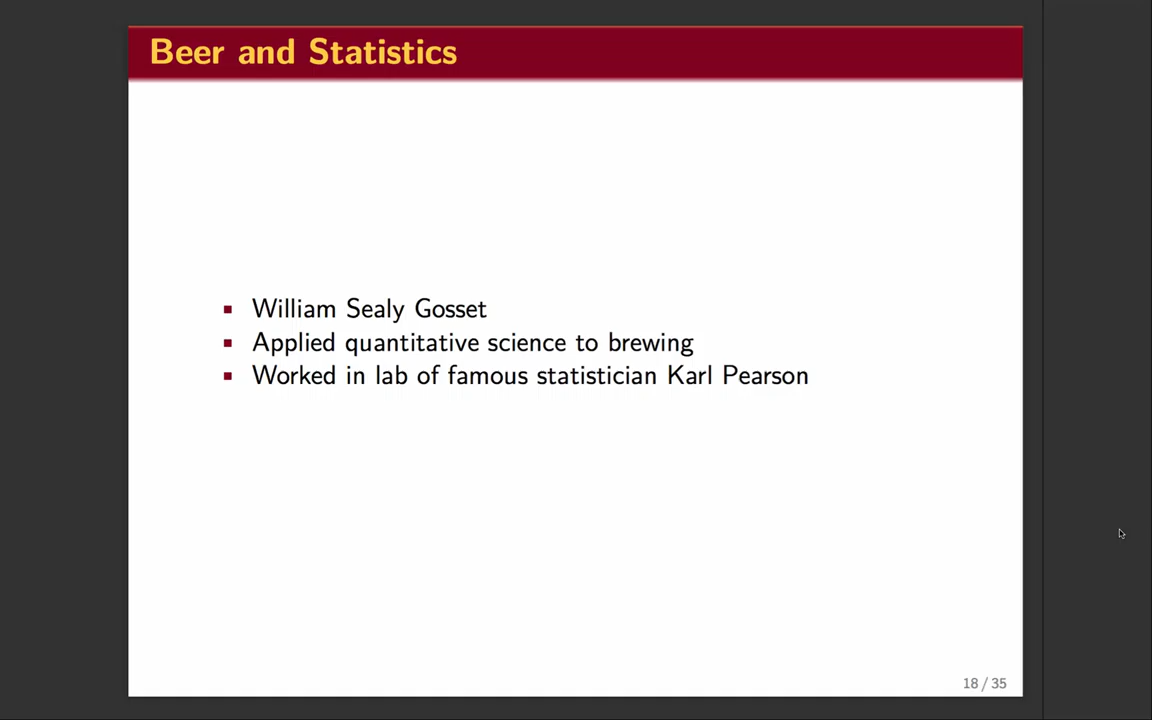 Beer and Statistics
William Sealy Gosset
Applied quantitative science to brewing
Worked in lab of famous statistician Karl Pearson
18 / 35